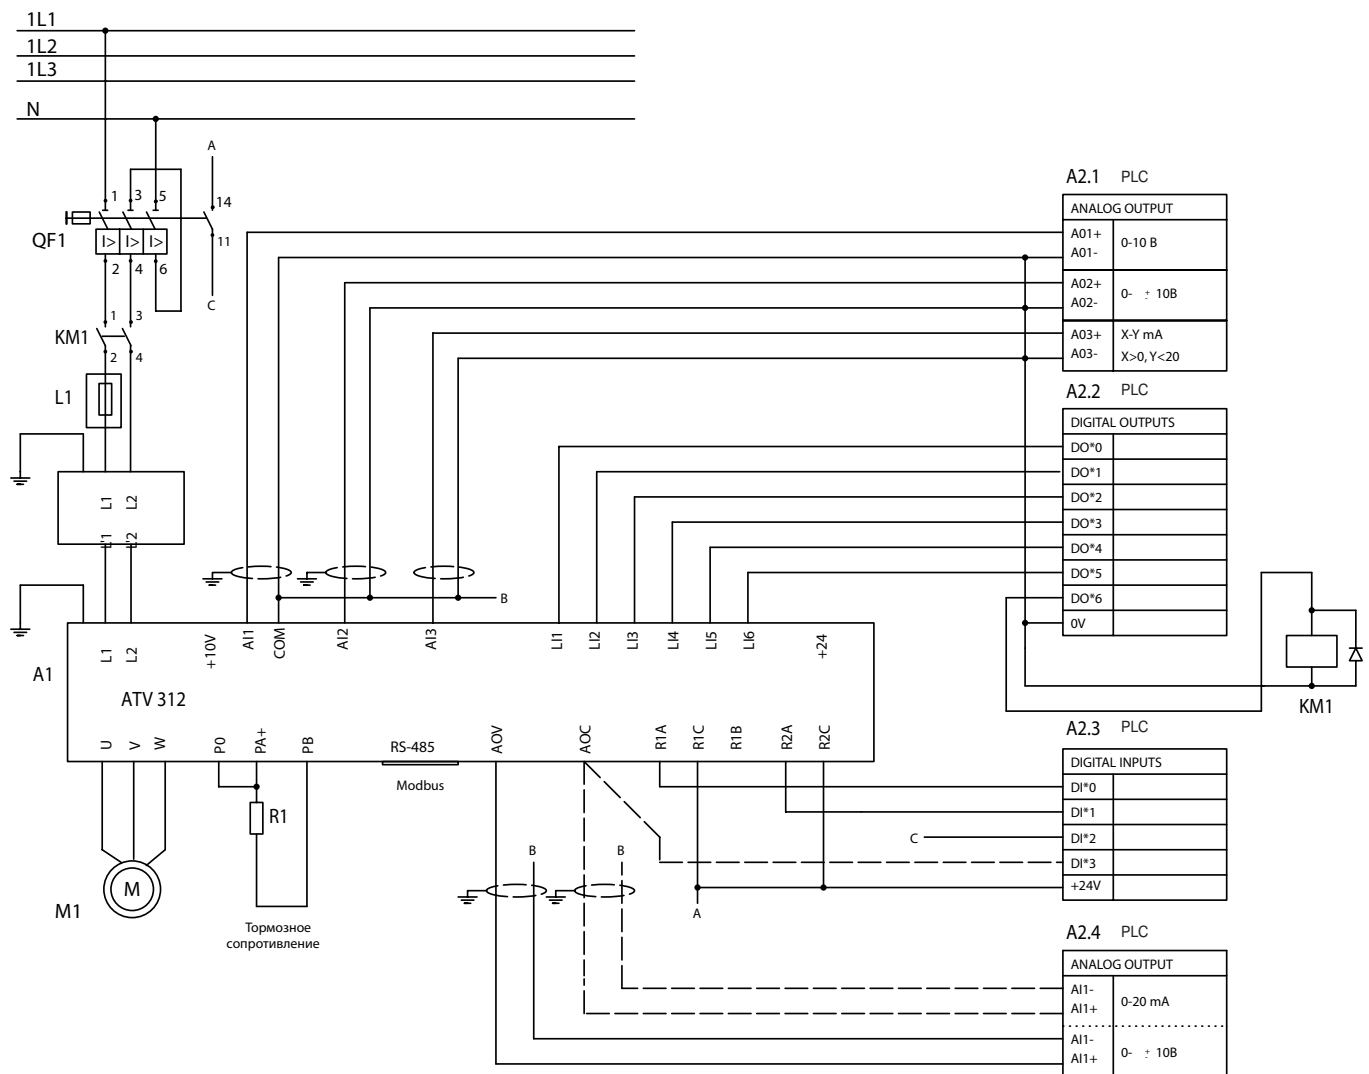 1L1
1L2
1L3
N
A
1 3 5
14
QF1
I> I> I>
11
2 4 6
C
1 3
KM1
2 4
L1
L1 L2
L'1 L'2
A1
L1 L2 +10V AI1 COM AI2 AI3 LI1 LI2 LI3 LI4 LI5 LI6 +24
B
ATV 312
U V W P0 PA+ PB RS-485 AOV AOC R1A R1C R1B R2A R2C
Modbus
R1
M
M1
Тормозное
сопротивление
B B
A
C
A2.1 PLC
ANALOG OUTPUT
A01+
A01-
0-10 В
A02+
A02-
0- ± 10В
A03+ X-Y mA
A03- X>0, Y<20
A2.2 PLC
DIGITAL OUTPUTS
DO*0
DO*1
DO*2
DO*3
DO*4
DO*5
DO*6
0V
KM1
A2.3 PLC
DIGITAL INPUTS
DI*0
DI*1
DI*2
DI*3
+24V
A2.4 PLC
ANALOG OUTPUT
AI1-
AI1+
0-20 mA
AI1-
AI1+
0- ± 10В